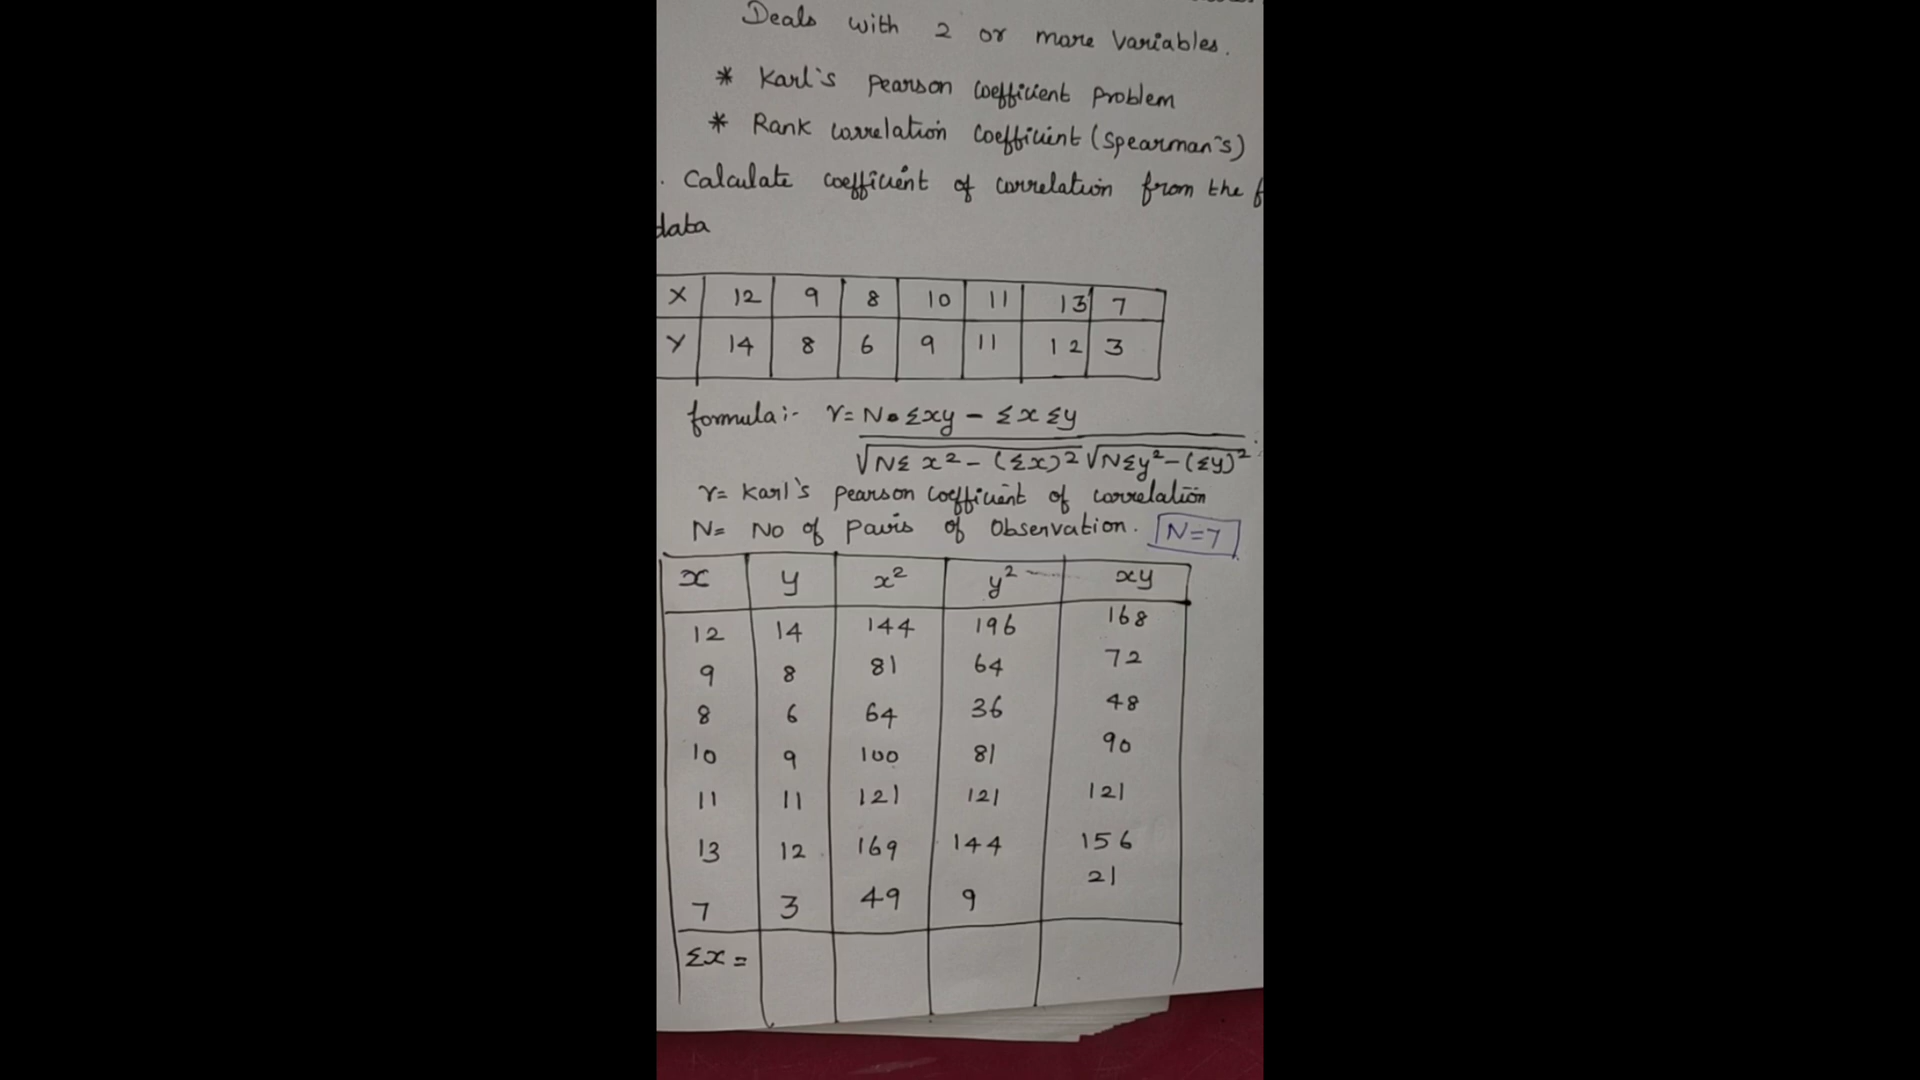 Deals with 2 or more variables.
* Karl's pearson coefficient problem
* Rank correlation coefficient (Spearman's)
. Calculate coefficient of correlation from the f
data
X 12 9 8 10 11 13 7
Y 14 8 6 9 11 12 3
formula:- r= N.Σxy - Σx Σy
√NΣ x² - (Σx)² √NΣy² - (Σy)²
r= Karl's pearson coefficient of correlation
N= No of pairs of observation. N=7
x y x² y² xy
12 14 144 196 168
9 8 81 64 72
8 6 64 36 48
10 9 100 81 90
11 11 121 121 121
13 12 169 144 156
7 3 49 9 21
Σx =